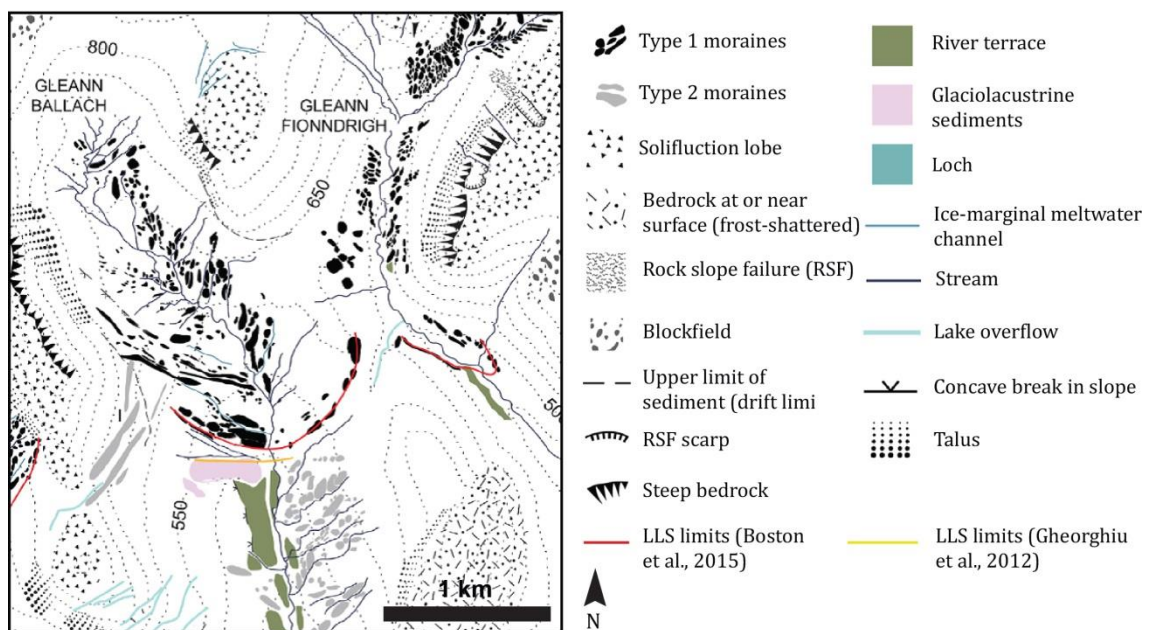 800
GLEANN
BALLACH
GLEANN
FIONNDRIGH
650
550
500
1 km
Type 1 moraines
Type 2 moraines
Solifluction lobe
Bedrock at or near
surface (frost-shattered)
Rock slope failure (RSF)
Blockfield
Upper limit of
sediment (drift limi
RSF scarp
Steep bedrock
LLS limits (Boston
et al., 2015)
N
River terrace
Glaciolacustrine
sediments
Loch
Ice-marginal meltwater
channel
Stream
Lake overflow
Concave break in slope
Talus
LLS limits (Gheorghiu
et al., 2012)